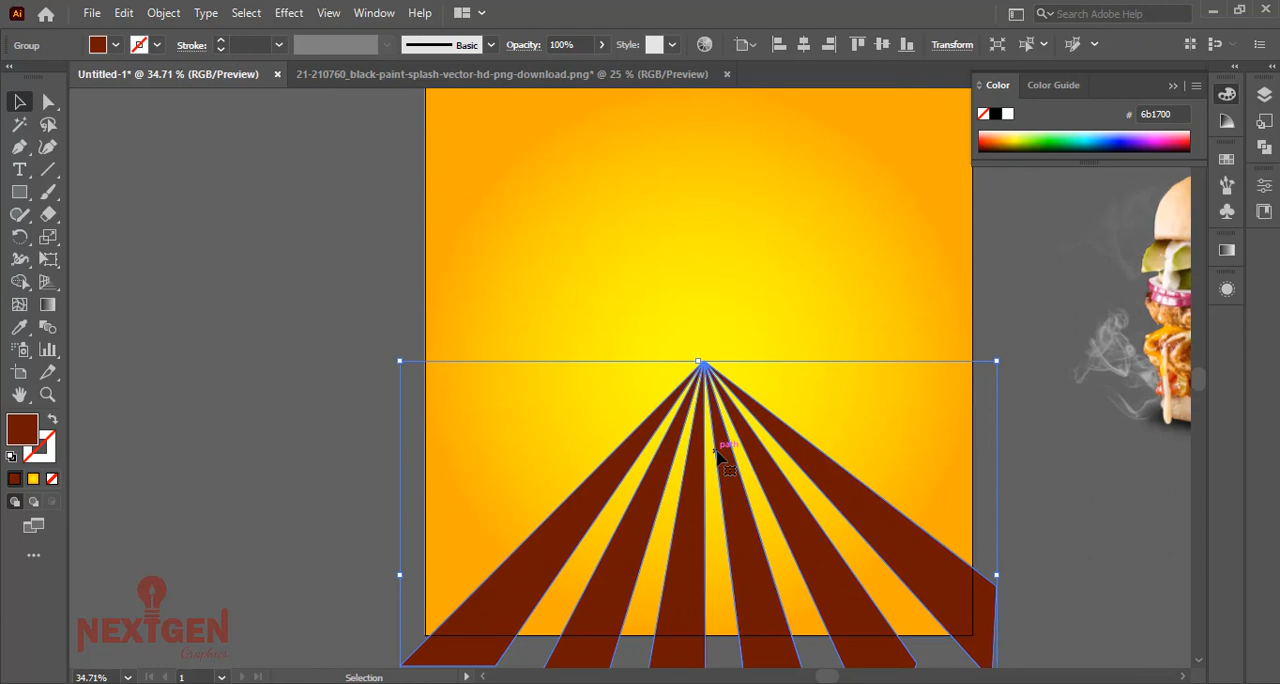 Ai File Edit Object Type Select Effect View Window Help Search Adobe Help
Group Stroke: Basic Opacity: 100% Style: Transform
Untitled-1* @ 34.71 % (RGB/Preview) × 21-210760_black-paint-splash-vector-hd-png-download.png* @ 25 % (RGB/Preview) ×
Color Color Guide
# 6b1700
path
NEXTGEN
Graphics
34.71% 1 Selection